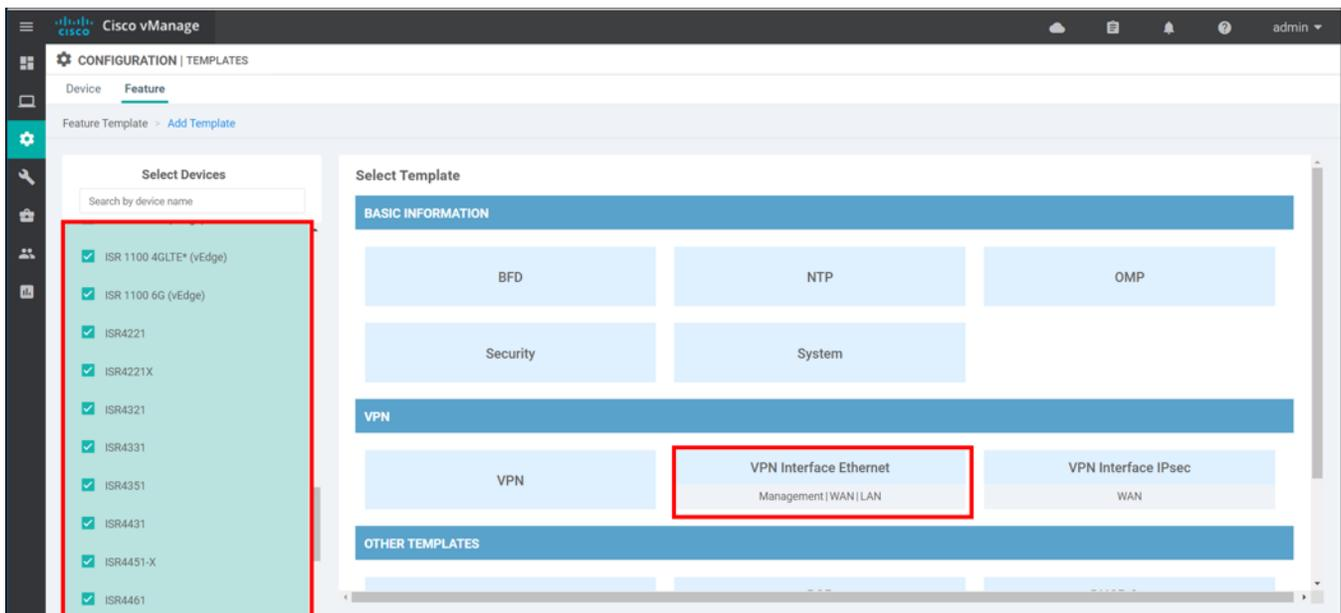 cisco
Cisco vManage
admin
CONFIGURATION | TEMPLATES
Device Feature
Feature Template > Add Template
Select Devices
Search by device name
ISR 1100 4GLTE* (vEdge)
ISR 1100 6G (vEdge)
ISR4221
ISR4221X
ISR4321
ISR4331
ISR4351
ISR4431
ISR4451-X
ISR4461
Select Template
BASIC INFORMATION
BFD
NTP
OMP
Security
System
VPN
VPN
VPN Interface Ethernet
Management | WAN | LAN
VPN Interface IPsec
WAN
OTHER TEMPLATES